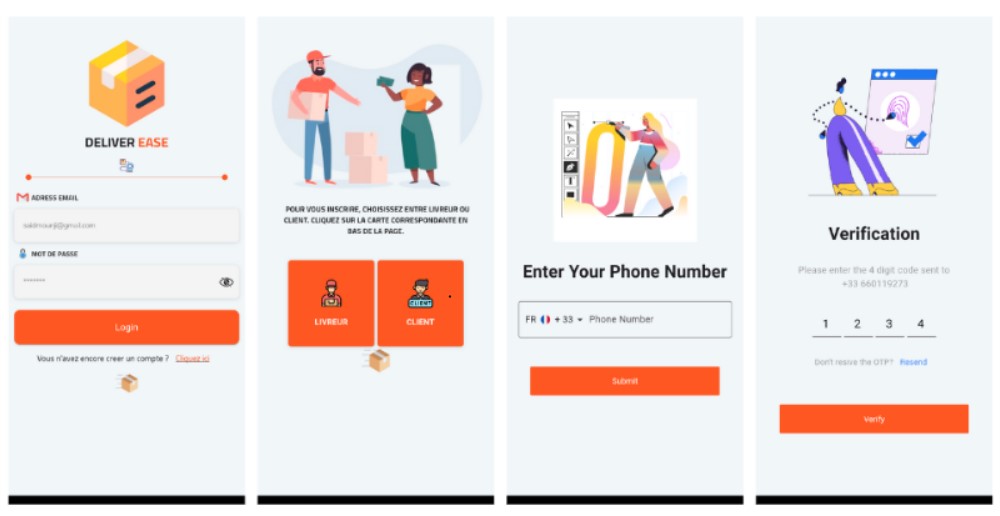 DELIVER EASE
ADRESS EMAIL
MOT DE PASSE
Login
Vous n'avez encore creer un compte ? Cliquez ici
POUR VOUS INSCRIRE, CHOISISSEZ ENTRE LIVREUR OU
CLIENT. CLIQUEZ SUR LA CARTE CORRESPONDANTE EN
BAS DE LA PAGE.
LIVREUR
CLIENT
CLIENT
Enter Your Phone Number
FR +33 Phone Number
Submit
Verification
Please enter the 4 digit code sent to
+33 660119273
1 2 3 4
Don't resive the OTP? Resend
Verify